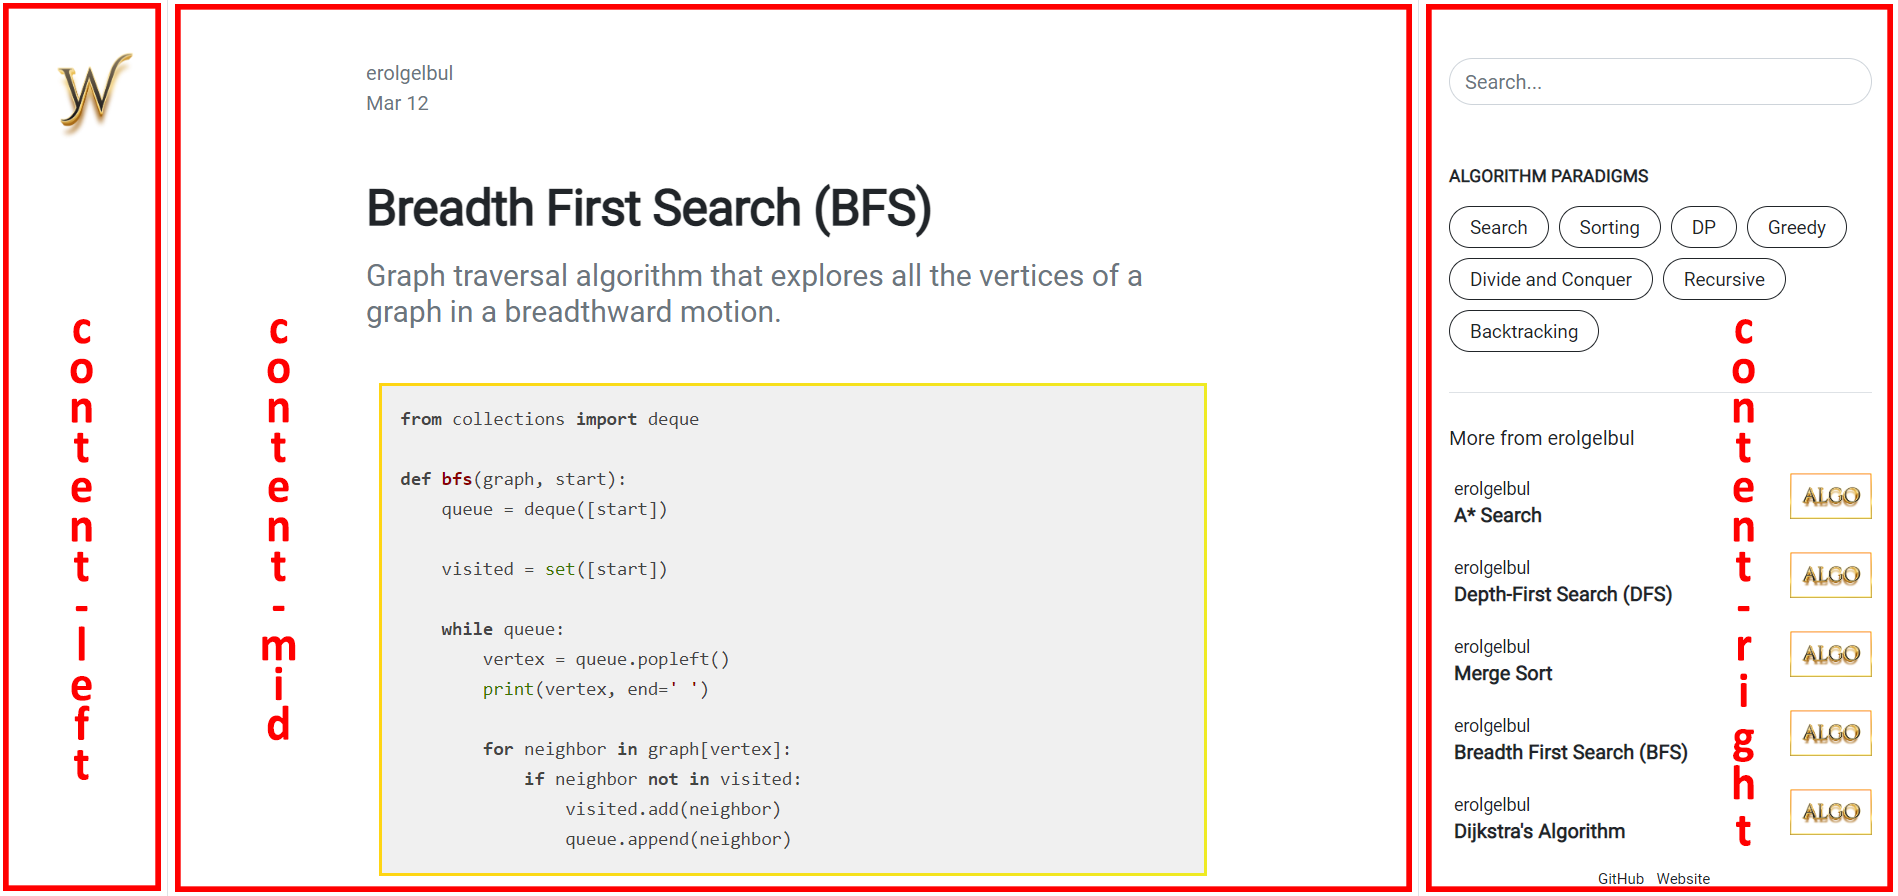 W
content-left
erolgelbul
Mar 12
Breadth First Search (BFS)
Graph traversal algorithm that explores all the vertices of a
graph in a breadthward motion.
content-mid
from collections import deque
def bfs(graph, start):
    queue = deque([start])
    visited = set([start])
    while queue:
        vertex = queue.popleft()
        print(vertex, end=' ')
        for neighbor in graph[vertex]:
            if neighbor not in visited:
                visited.add(neighbor)
                queue.append(neighbor)
Search...
ALGORITHM PARADIGMS
Search Sorting DP Greedy
Divide and Conquer Recursive
Backtracking
content-right
More from erolgelbul
erolgelbul
A* Search
ALGO
erolgelbul
Depth-First Search (DFS)
ALGO
erolgelbul
Merge Sort
ALGO
erolgelbul
Breadth First Search (BFS)
ALGO
erolgelbul
Dijkstra's Algorithm
ALGO
GitHub Website